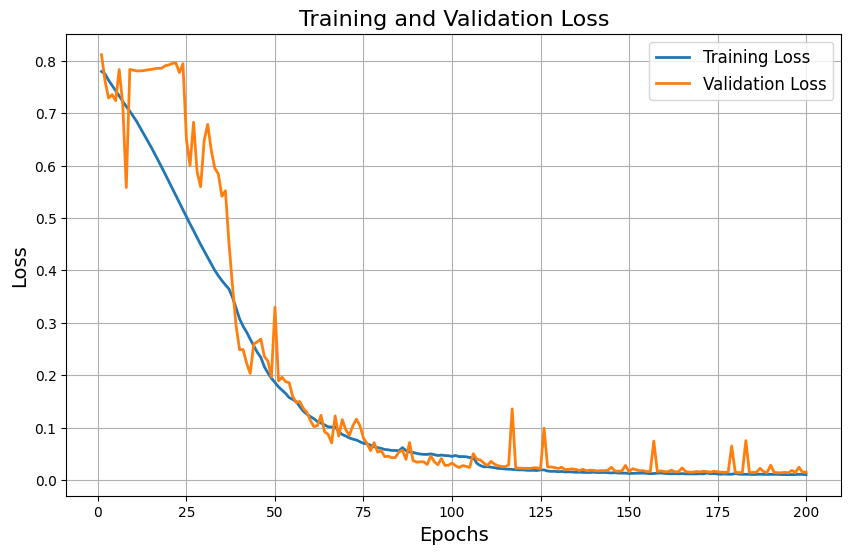 Training and Validation Loss
Training Loss
Validation Loss
Loss
0.8
0.7
0.6
0.5
0.4
0.3
0.2
0.1
0.0
0 25 50 75 100 125 150 175 200
Epochs